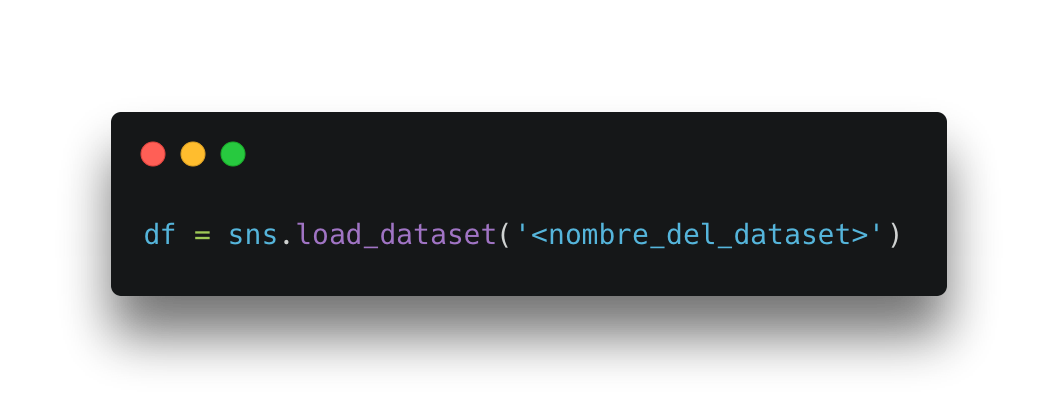 df = sns.load_dataset('<nombre_del_dataset>')